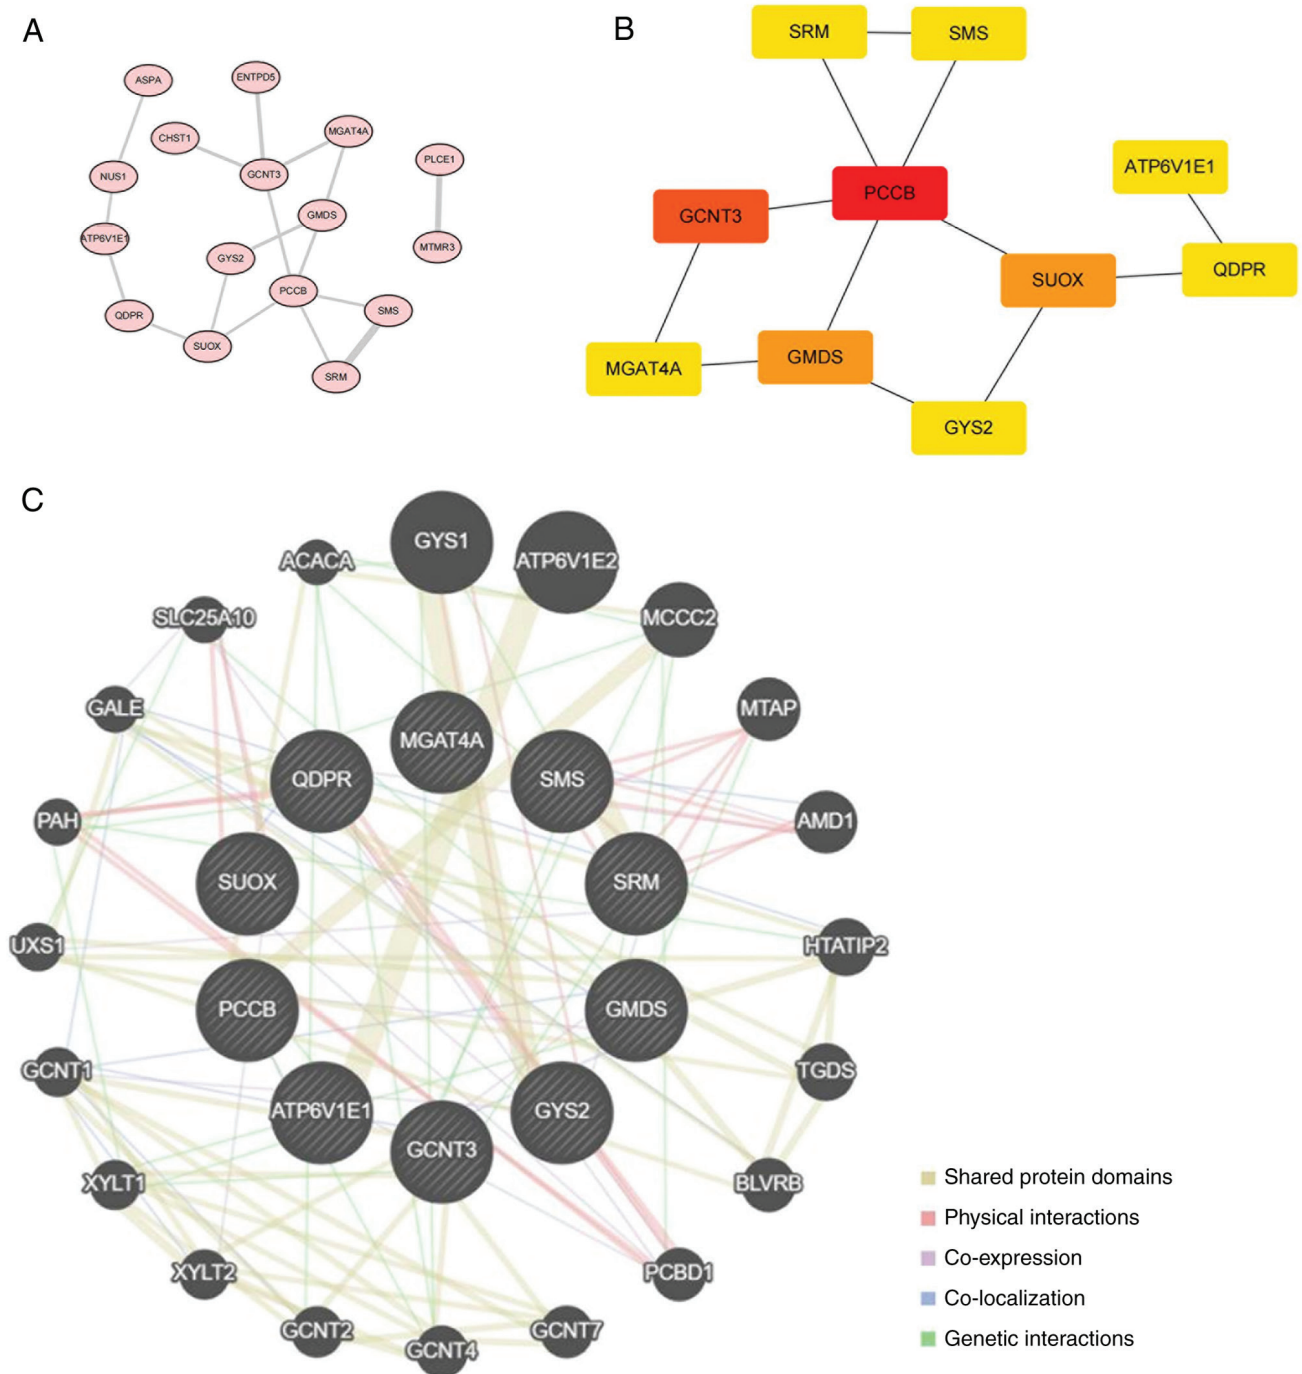 A
ASPA
ENTPD5
CHST1
MGAT4A
PLCE1
NUS1
GCNT3
GMDS
ATP6V1E1
MTMR3
GYS2
PCCB
QDPR
SMS
SUOX
SRM
B
SRM
SMS
ATP6V1E1
PCCB
GCNT3
QDPR
SUOX
GMDS
MGAT4A
GYS2
C
GYS1
ACACA
ATP6V1E2
SLC25A10
MCCC2
GALE
MTAP
MGAT4A
QDPR
SMS
PAH
AMD1
SUOX
SRM
UXS1
HTATIP2
PCCB
GMDS
GCNT1
TGDS
ATP6V1E1
GYS2
GCNT3
XYLT1
BLVRB
XYLT2
PCBD1
GCNT2
GCNT4
GCNT7
Shared protein domains
Physical interactions
Co-expression
Co-localization
Genetic interactions